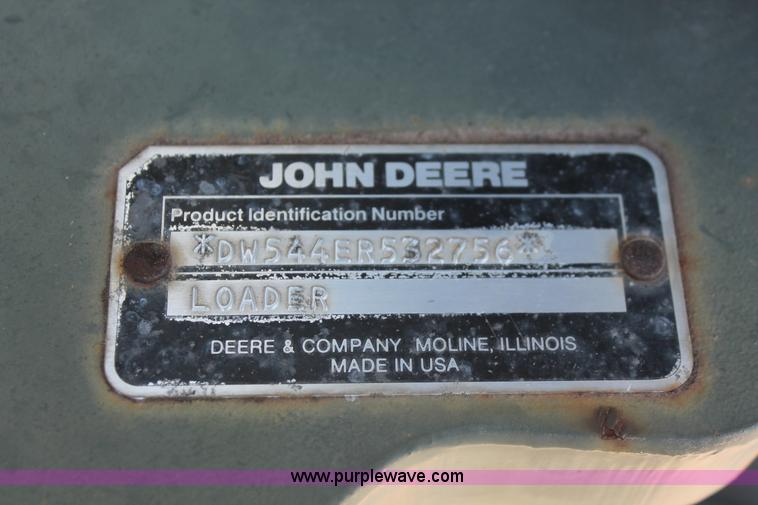 JOHN DEERE
Product Identification Number
*DW544ER532756*
LOADER
DEERE & COMPANY MOLINE, ILLINOIS
MADE IN USA
www.purplewave.com